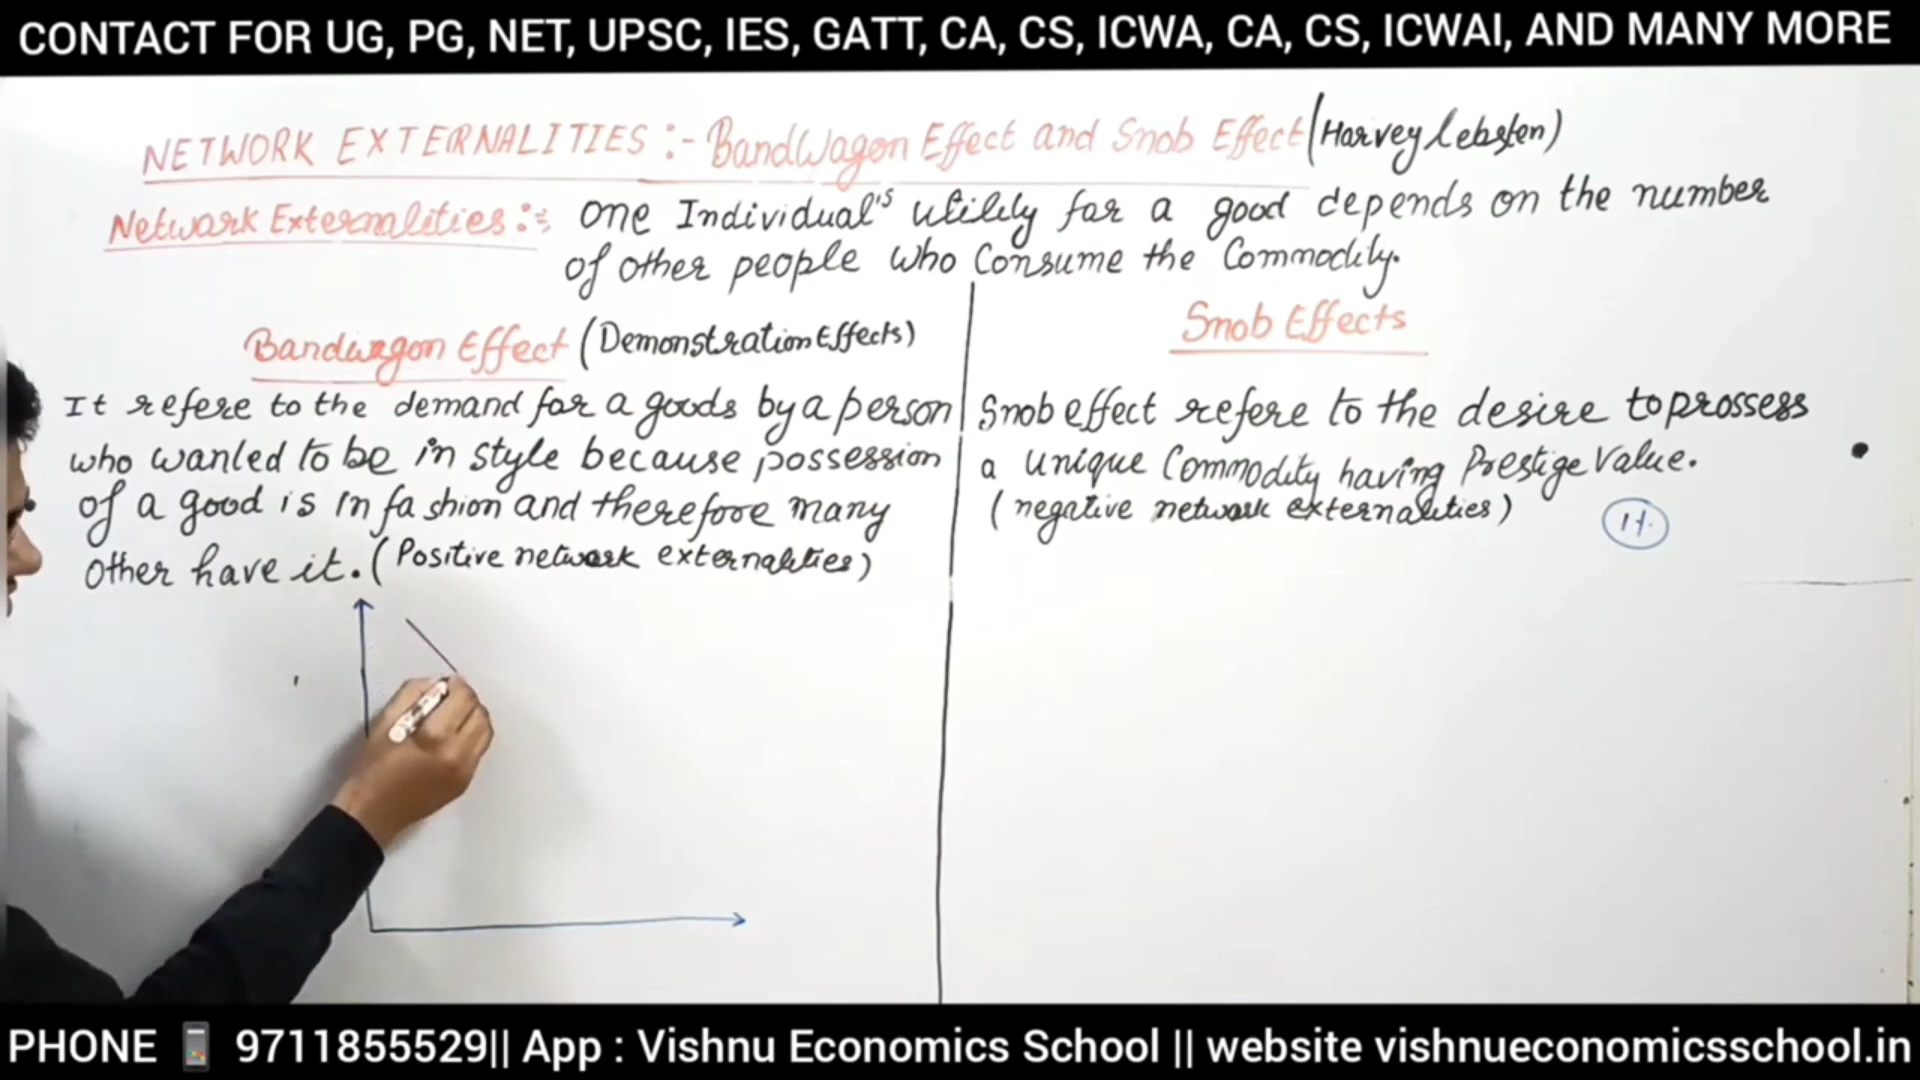 CONTACT FOR UG, PG, NET, UPSC, IES, GATT, CA, CS, ICWA, CA, CS, ICWAI, AND MANY MORE
NETWORK EXTERNALITIES :- BandWagon Effect and Snob Effect (Harvey Lebsten)
Network Externalities :- One Individual's utility for a good depends on the number
of other people who Consume the Commodity.
Bandwagon Effect (Demonstration Effects)
It refere to the demand for a goods by a person
who wanted to be in style because possession
of a good is in fashion and therefore many
other have it. (Positive network externalities)
Snob Effects
Snob effect refere to the desire to prossess
a unique Commodity having Prestige Value.
(negative network externalities)
PHONE 9711855529|| App : Vishnu Economics School || website vishnueconomicsschool.in